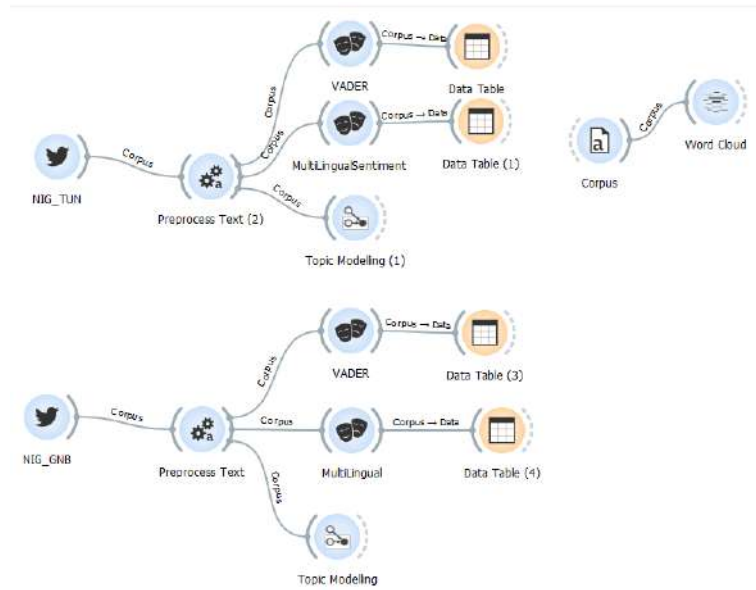 Corpus → Data
VADER
Data Table
Corpus
Corpus
Corpus → Data
MultiLingualSentiment
Data Table (1)
Corpus
NIG_TUN
Preprocess Text (2)
Corpus
Topic Modelling (1)
Corpus
Word Cloud
a
Corpus
a
Corpus → Data
VADER
Data Table (3)
Corpus
Corpus
NIG_GNB
a
Preprocess Text
Corpus
Corpus → Data
MultiLingual
Data Table (4)
Corpus
Topic Modelling